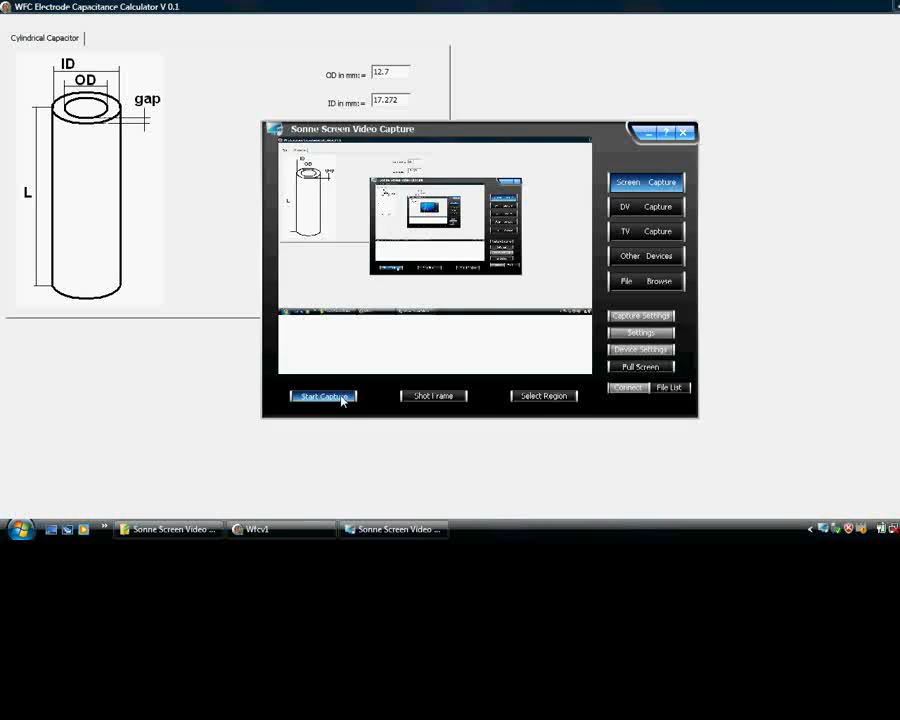 WFC Electrode Capacitance Calculator V 0.1
Cylindrical Capacitor
ID
OD
gap
L
OD in mm:=
12.7
ID in mm:=
17.272
Sonne Screen Video Capture
?
Screen Capture
DV Capture
TV Capture
Other Devices
File Browse
Capture Settings
Settings
Device Settings
Full Screen
Connect
File List
Start Capture
Shot Frame
Select Region
Sonne Screen Video ...
Wfcv1
Sonne Screen Video ...